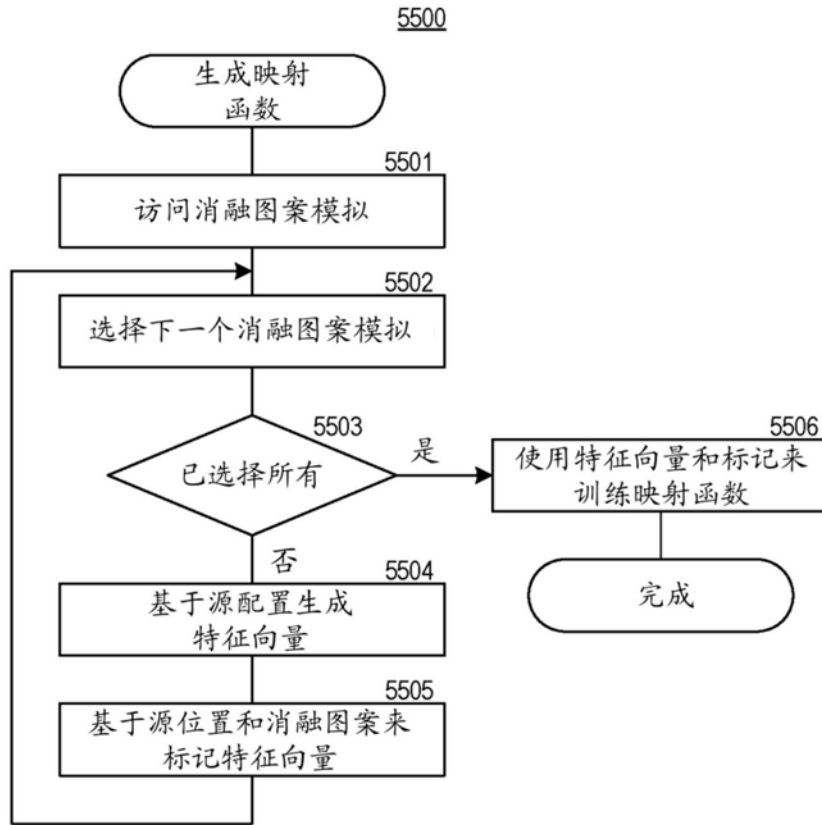 5500
生成映射
函数
5501
访问消融图案模拟
5502
选择下一个消融图案模拟
5503
已选择所有
是
5506
使用特征向量和标记来
训练映射函数
否
5504
基于源配置生成
特征向量
完成
5505
基于源位置和消融图案来
标记特征向量